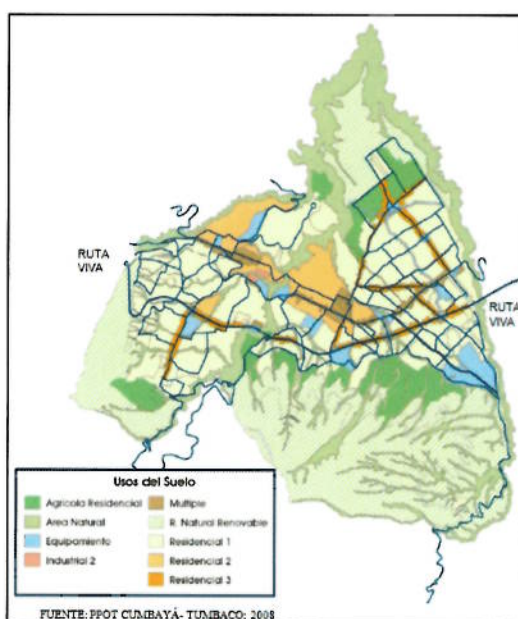 RUTA
VIVA
RUTA
VIVA
Usos del Suelo
Agrícola Residencial
Area Natural
Equipamiento
Industrial 2
Multiple
R. Natural Renovable
Residencial 1
Residencial 2
Residencial 3
FUENTE: PPOT CUMBAYÁ- TUMBACO: 2008